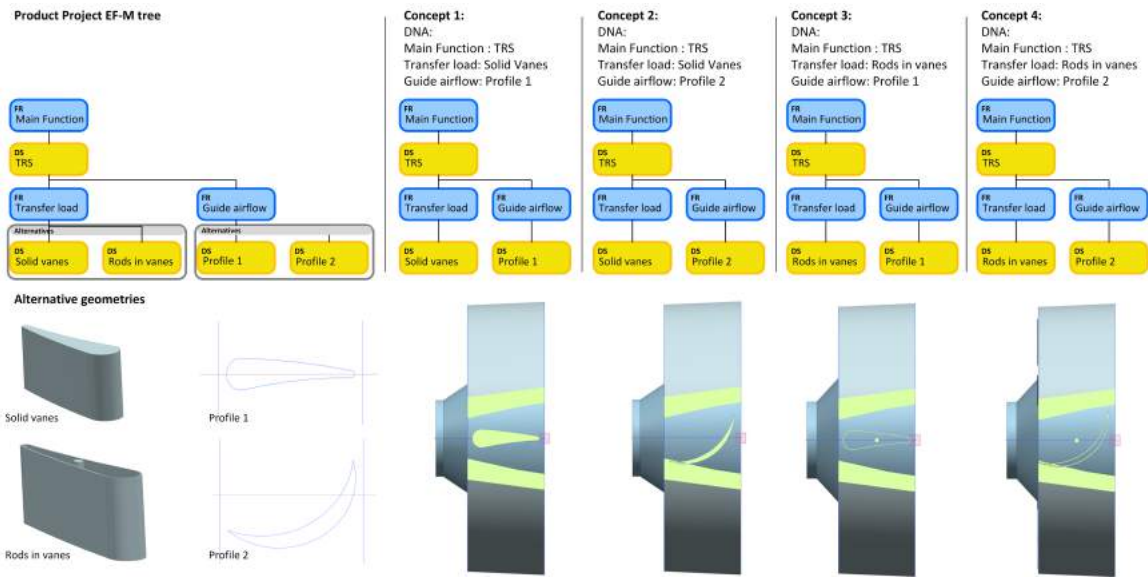 Product Project EF-M tree
FR
Main Function
DS
TRS
FR
Transfer load
FR
Guide airflow
Alternatives
Alternatives
DS
Solid vanes
DS
Rods in vanes
DS
Profile 1
DS
Profile 2
Concept 1:
DNA:
Main Function : TRS
Transfer load: Solid Vanes
Guide airflow: Profile 1
FR
Main Function
DS
TRS
FR
Transfer load
FR
Guide airflow
DS
Solid vanes
DS
Profile 1
Concept 2:
DNA:
Main Function : TRS
Transfer load: Solid Vanes
Guide airflow: Profile 2
FR
Main Function
DS
TRS
FR
Transfer load
FR
Guide airflow
DS
Solid vanes
DS
Profile 2
Concept 3:
DNA:
Main Function : TRS
Transfer load: Rods in vanes
Guide airflow: Profile 1
FR
Main Function
DS
TRS
FR
Transfer load
FR
Guide airflow
DS
Rods in vanes
DS
Profile 1
Concept 4:
DNA:
Main Function : TRS
Transfer load: Rods in vanes
Guide airflow: Profile 2
FR
Main Function
DS
TRS
FR
Transfer load
FR
Guide airflow
DS
Rods in vanes
DS
Profile 2
Alternative geometries
Solid vanes
Profile 1
Rods in vanes
Profile 2